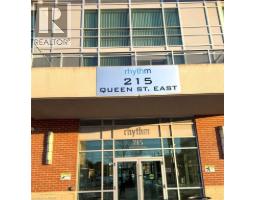 REALTOR®
rhythm
215
QUEEN ST. EAST
rhythm
215